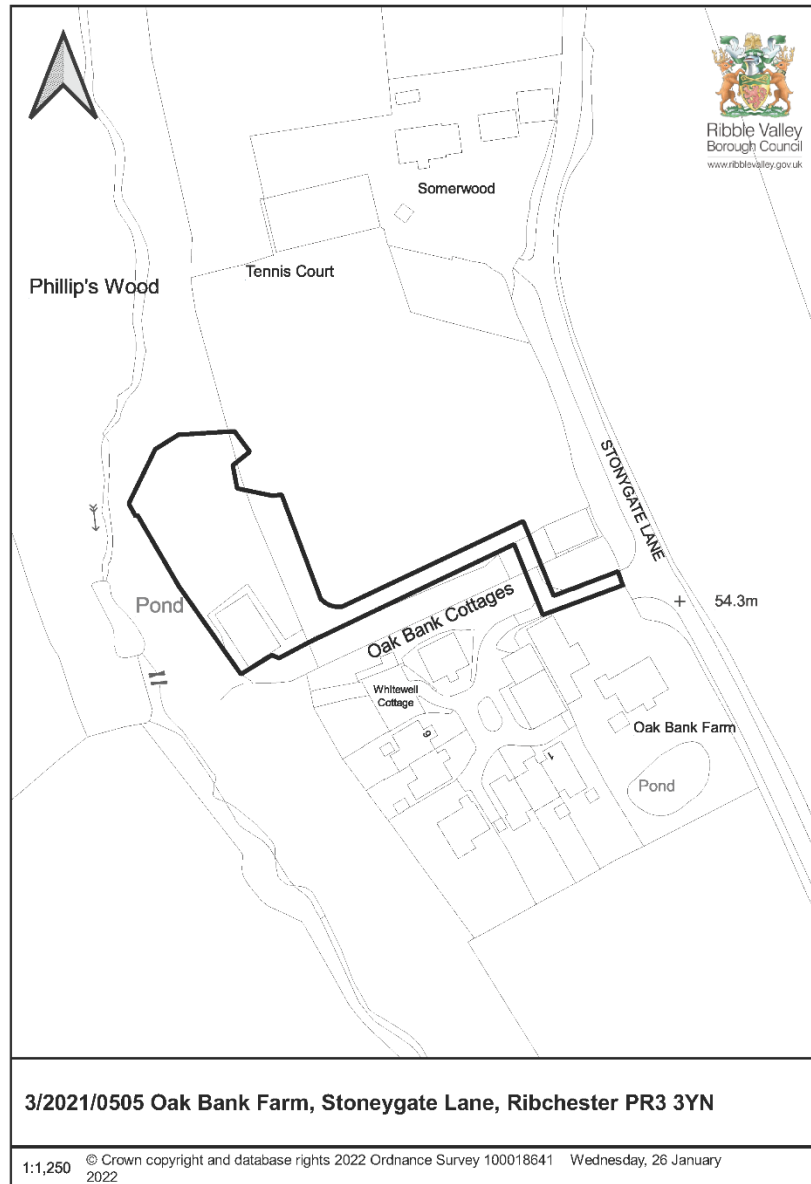 Ribble Valley
Borough Council
www.ribblevalley.gov.uk
Somerwood
Tennis Court
Phillip's Wood
STONYGATE LANE
Pond
54.3m
Oak Bank Cottages
Whitewell
Cottage
Oak Bank Farm
9
1
Pond
3/2021/0505 Oak Bank Farm, Stoneygate Lane, Ribchester PR3 3YN
1:1,250 © Crown copyright and database rights 2022 Ordnance Survey 100018641 Wednesday, 26 January
2022